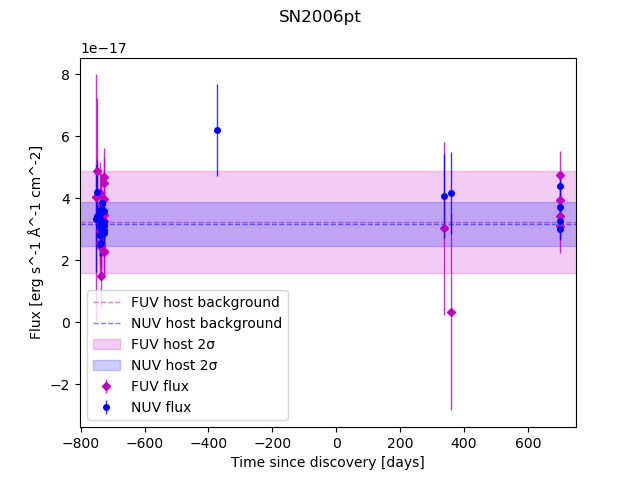 SN2006pt
1e−17
8
6
4
2
0
−2
Flux [erg s^-1 Å^-1 cm^-2]
FUV host background
NUV host background
FUV host 2σ
NUV host 2σ
FUV flux
NUV flux
−800 −600 −400 −200 0 200 400 600
Time since discovery [days]